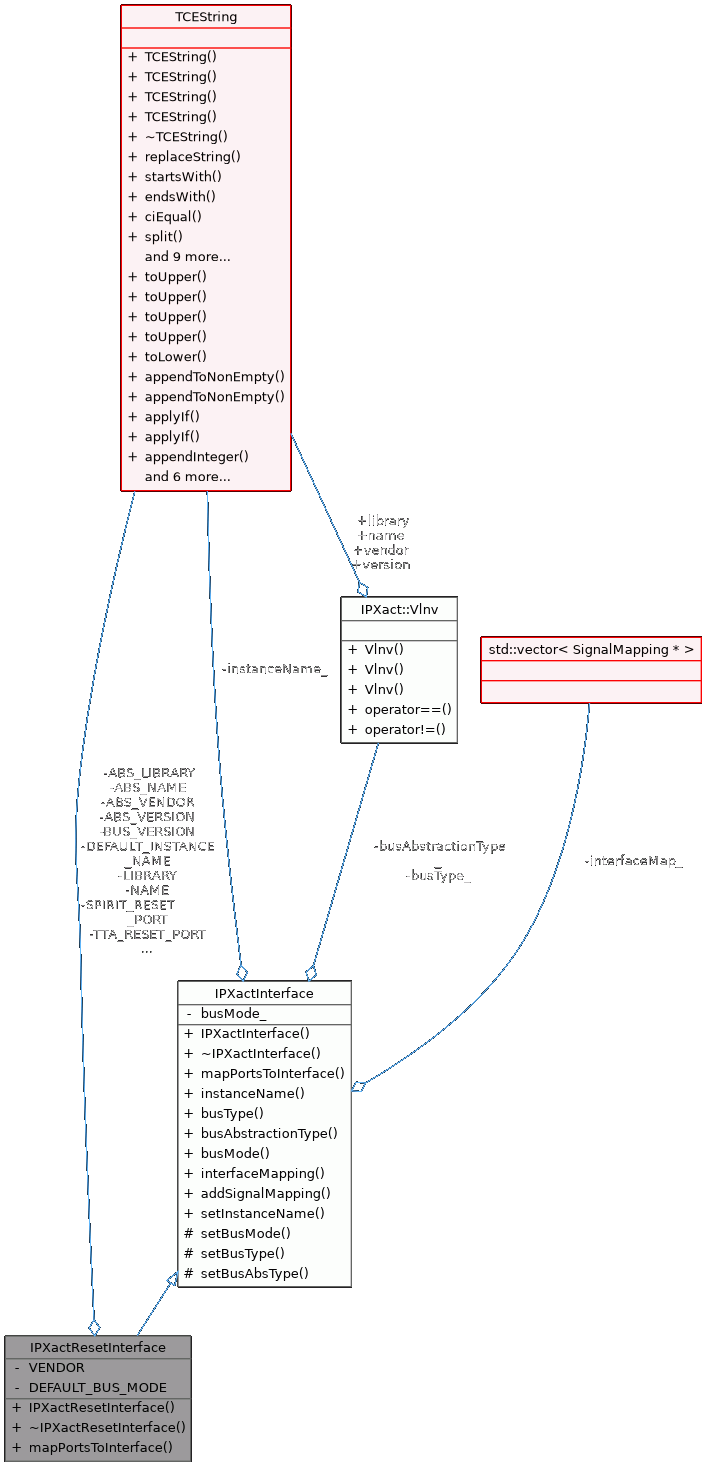 TCEString
+ TCEString()
+ TCEString()
+ TCEString()
+ TCEString()
+ ~TCEString()
+ replaceString()
+ startsWith()
+ endsWith()
+ ciEqual()
+ split()
and 9 more...
+ toUpper()
+ toUpper()
+ toUpper()
+ toUpper()
+ toLower()
+ appendToNonEmpty()
+ appendToNonEmpty()
+ applyIf()
+ applyIf()
+ appendInteger()
and 6 more...
+library
+name
+vendor
+version
IPXact::Vlnv
+ Vlnv()
+ Vlnv()
+ Vlnv()
+ operator==()
+ operator!=()
std::vector< SignalMapping * >
-instanceName_
-ABS_LIBRARY
-ABS_NAME
-ABS_VENDOR
-ABS_VERSION
-BUS_VERSION
-DEFAULT_INSTANCE
_NAME
-LIBRARY
-NAME
-SPIRIT_RESET
_PORT
-TTA_RESET_PORT
...
-busAbstractionType
_
-busType_
-interfaceMap_
IPXactInterface
- busMode_
+ IPXactInterface()
+ ~IPXactInterface()
+ mapPortsToInterface()
+ instanceName()
+ busType()
+ busAbstractionType()
+ busMode()
+ interfaceMapping()
+ addSignalMapping()
+ setInstanceName()
# setBusMode()
# setBusType()
# setBusAbsType()
IPXactResetInterface
- VENDOR
- DEFAULT_BUS_MODE
+ IPXactResetInterface()
+ ~IPXactResetInterface()
+ mapPortsToInterface()